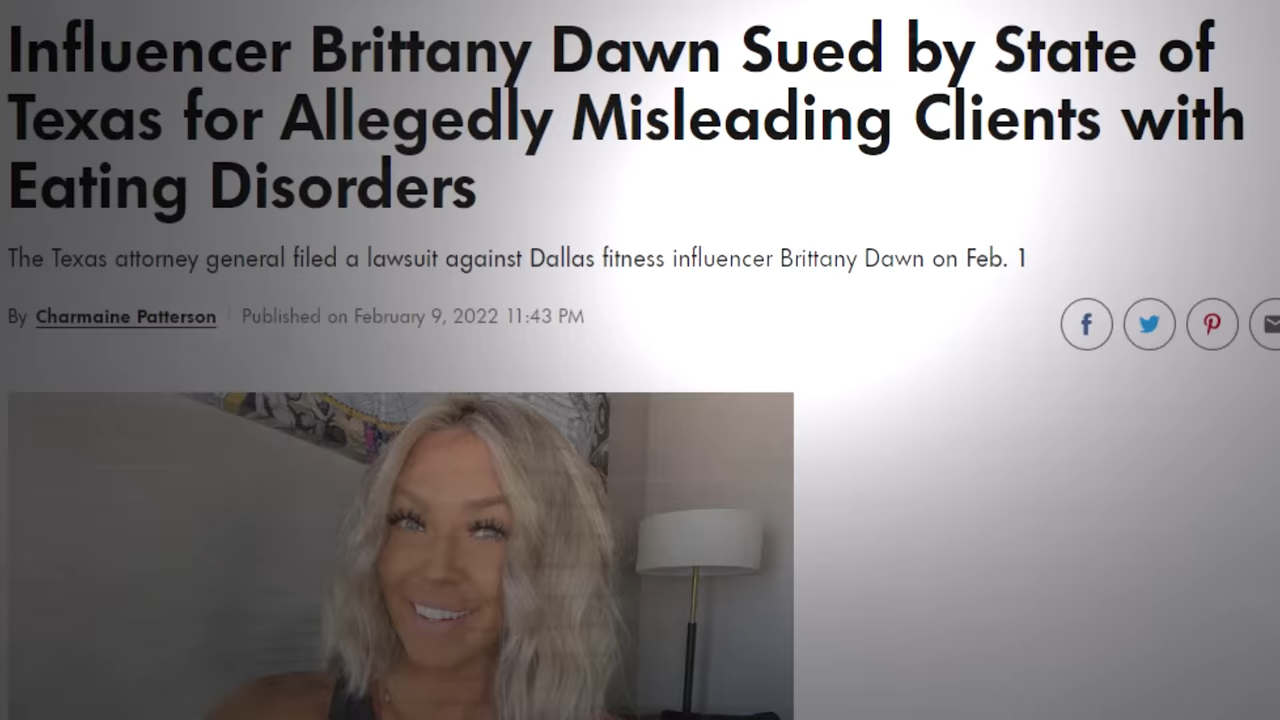 Influencer Brittany Dawn Sued by State of
Texas for Allegedly Misleading Clients with
Eating Disorders
The Texas attorney general filed a lawsuit against Dallas fitness influencer Brittany Dawn on Feb. 1
By Charmaine Patterson | Published on February 9, 2022 11:43 PM